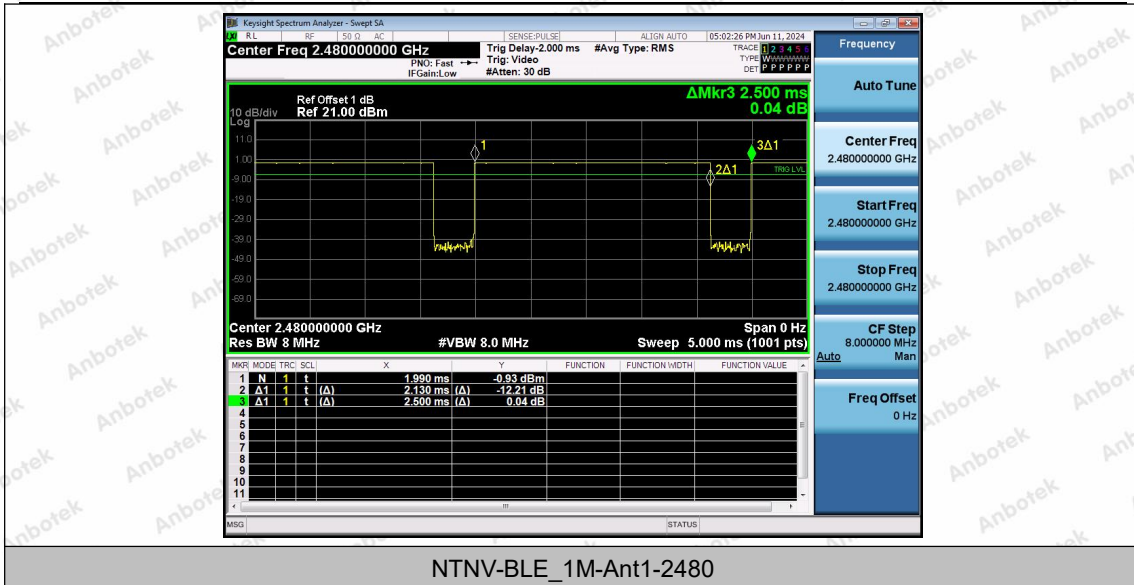 Keysight Spectrum Analyzer - Swept SA
RL RF 50 Ω AC SENSE:PULSE ALIGN AUTO 05:02:26 PM Jun 11, 2024
Center Freq 2.480000000 GHz
PNO: Fast
IFGain:Low
Trig Delay-2.000 ms
Trig: Video
#Atten: 30 dB
#Avg Type: RMS
TRACE 1 2 3 4 5 6
TYPE W
DET P P P P P P
ΔMkr3 2.500 ms
0.04 dB
10 dB/div
Log
Ref Offset 1 dB
Ref 21.00 dBm
11.0
1.00
-9.00
-19.0
-29.0
-39.0
-49.0
-59.0
-69.0
1
2Δ1
3Δ1
TRIG LVL
Center 2.480000000 GHz Span 0 Hz
Res BW 8 MHz #VBW 8.0 MHz Sweep 5.000 ms (1001 pts)
MKR MODE TRC SCL X Y FUNCTION FUNCTION WIDTH FUNCTION VALUE
1 N 1 t 1.990 ms -0.93 dBm
2 Δ1 1 t (Δ) 2.130 ms (Δ) -12.21 dB
3 Δ1 1 t (Δ) 2.500 ms (Δ) 0.04 dB
4
5
6
7
8
9
10
11
MSG STATUS
Frequency
Auto Tune
Center Freq
2.480000000 GHz
Start Freq
2.480000000 GHz
Stop Freq
2.480000000 GHz
CF Step
8.000000 MHz
Auto Man
Freq Offset
0 Hz
NTNV-BLE_1M-Ant1-2480
Anbotek